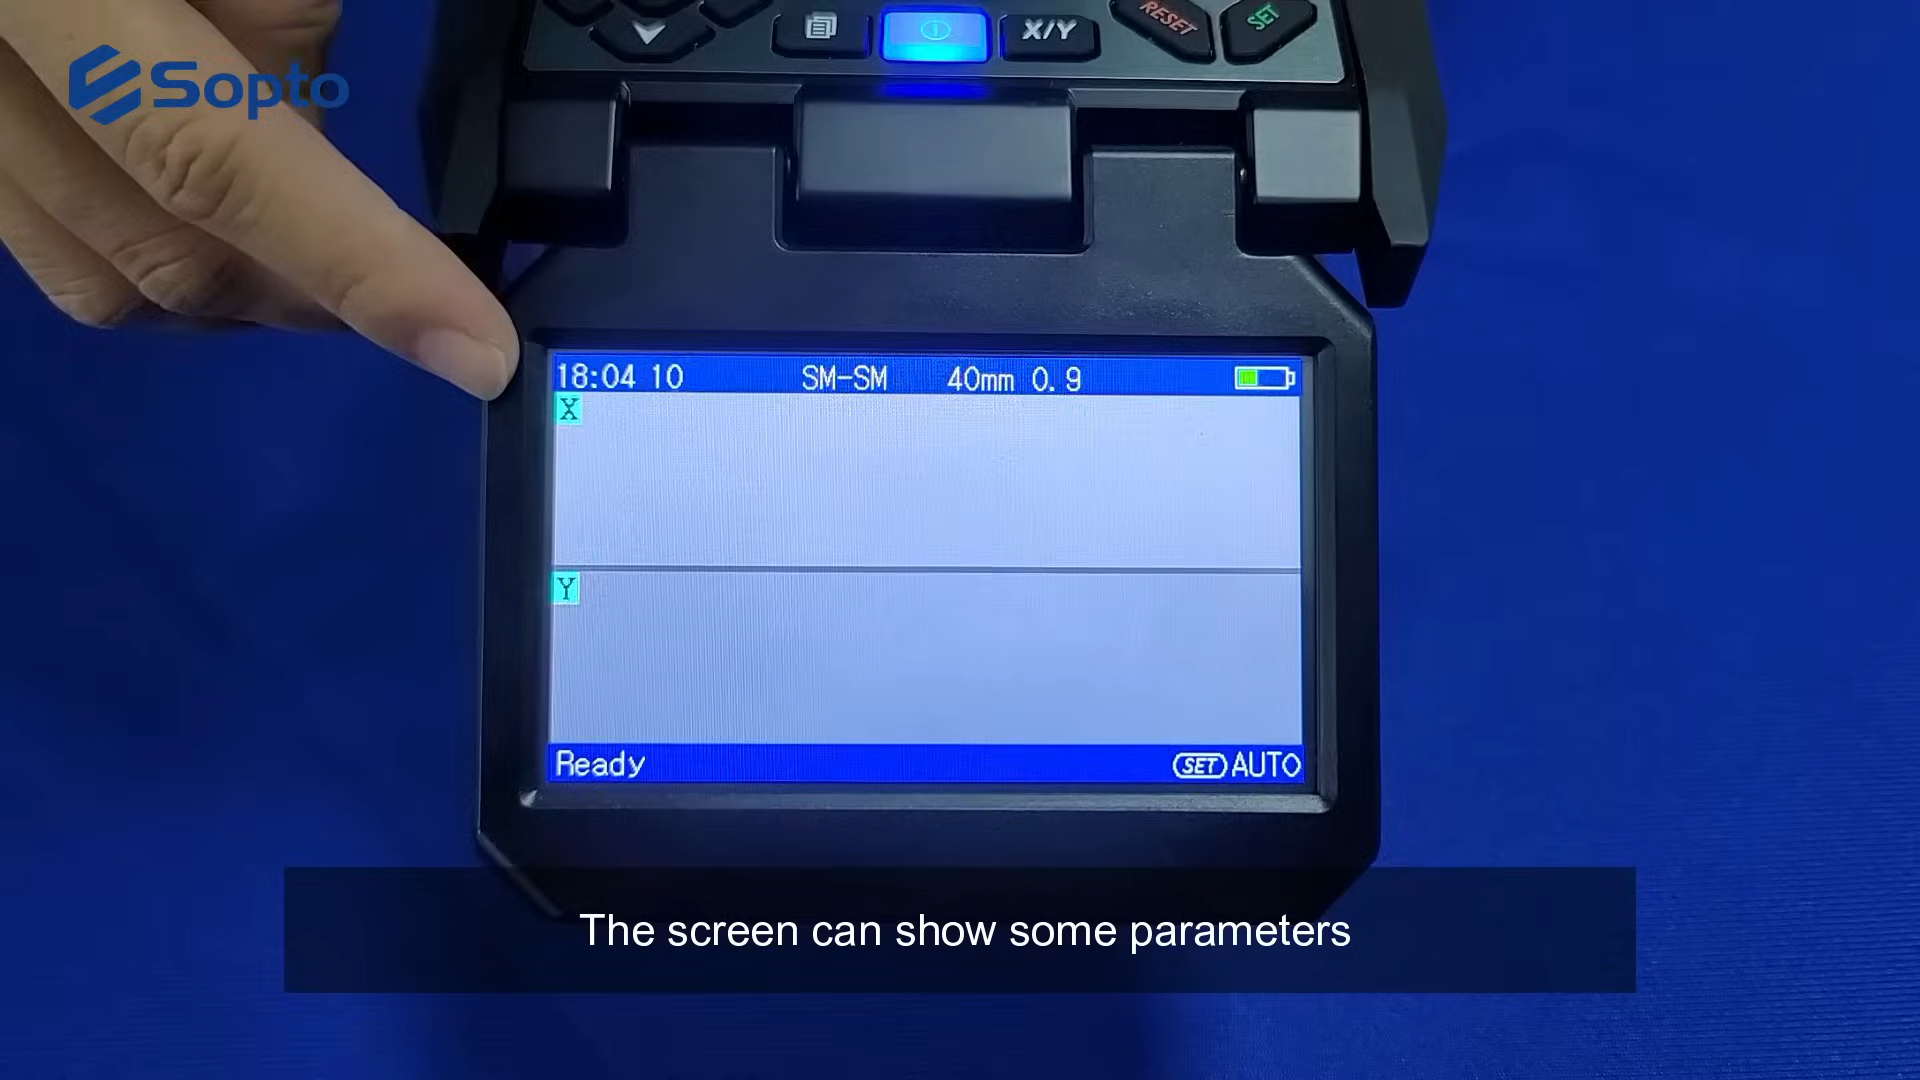 Sopto
X/Y
RESET
SET
18:04 10 SM-SM 40mm 0.9
X
Y
Ready SET AUTO
The screen can show some parameters